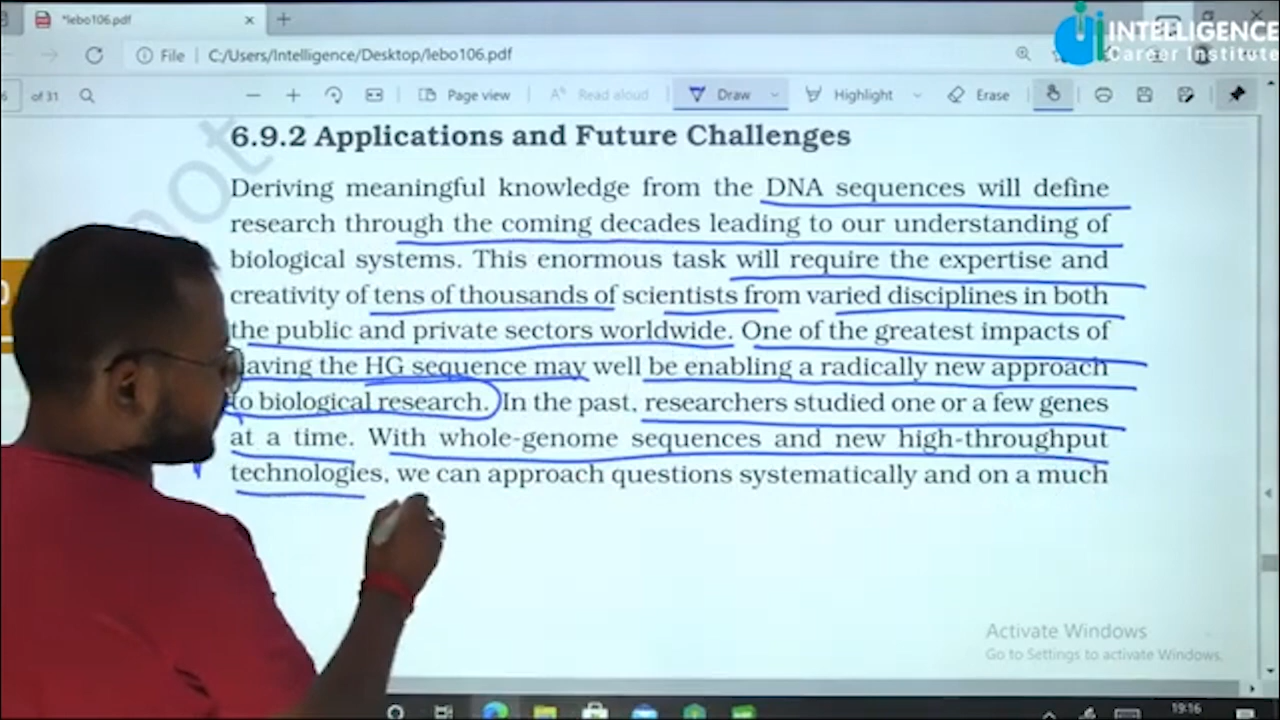 *lebo106.pdf
INTELLIGENCE
Career Institute
File C:/Users/Intelligence/Desktop/lebo106.pdf
6 of 31 Page view Read aloud Draw Highlight Erase
not
6.9.2 Applications and Future Challenges
Deriving meaningful knowledge from the DNA sequences will define
research through the coming decades leading to our understanding of
biological systems. This enormous task will require the expertise and
creativity of tens of thousands of scientists from varied disciplines in both
the public and private sectors worldwide. One of the greatest impacts of
having the HG sequence may well be enabling a radically new approach
to biological research. In the past, researchers studied one or a few genes
at a time. With whole-genome sequences and new high-throughput
technologies, we can approach questions systematically and on a much
Activate Windows
Go to Settings to activate Windows.
19:16